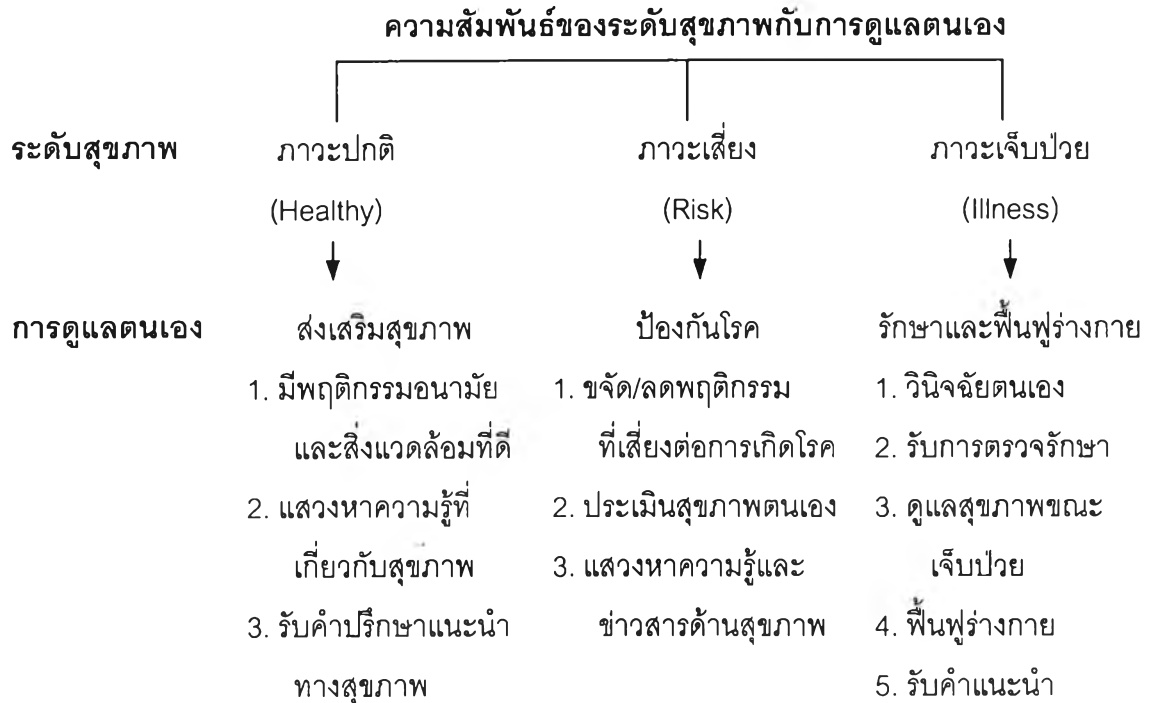 ความสัมพันธ์ของระดับสุขภาพกับการดูแลตนเอง
ระดับสุขภาพ ภาวะปกติ ภาวะเสี่ยง ภาวะเจ็บป่วย
(Healthy) (Risk) (Illness)
การดูแลตนเอง ส่งเสริมสุขภาพ ป้องกันโรค รักษาและฟื้นฟูร่างกาย
1. มีพฤติกรรมอนามัย 1. ขจัด/ลดพฤติกรรม 1. วินิจฉัยตนเอง
และสิ่งแวดล้อมที่ดี ที่เสี่ยงต่อการเกิดโรค 2. รับการตรวจรักษา
2. แสวงหาความรู้ที่ 2. ประเมินสุขภาพตนเอง 3. ดูแลสุขภาพขณะ
เกี่ยวกับสุขภาพ 3. แสวงหาความรู้และ เจ็บป่วย
3. รับคำปรึกษาแนะนำ ข่าวสารด้านสุขภาพ 4. ฟื้นฟูร่างกาย
ทางสุขภาพ 5. รับคำแนะนำ